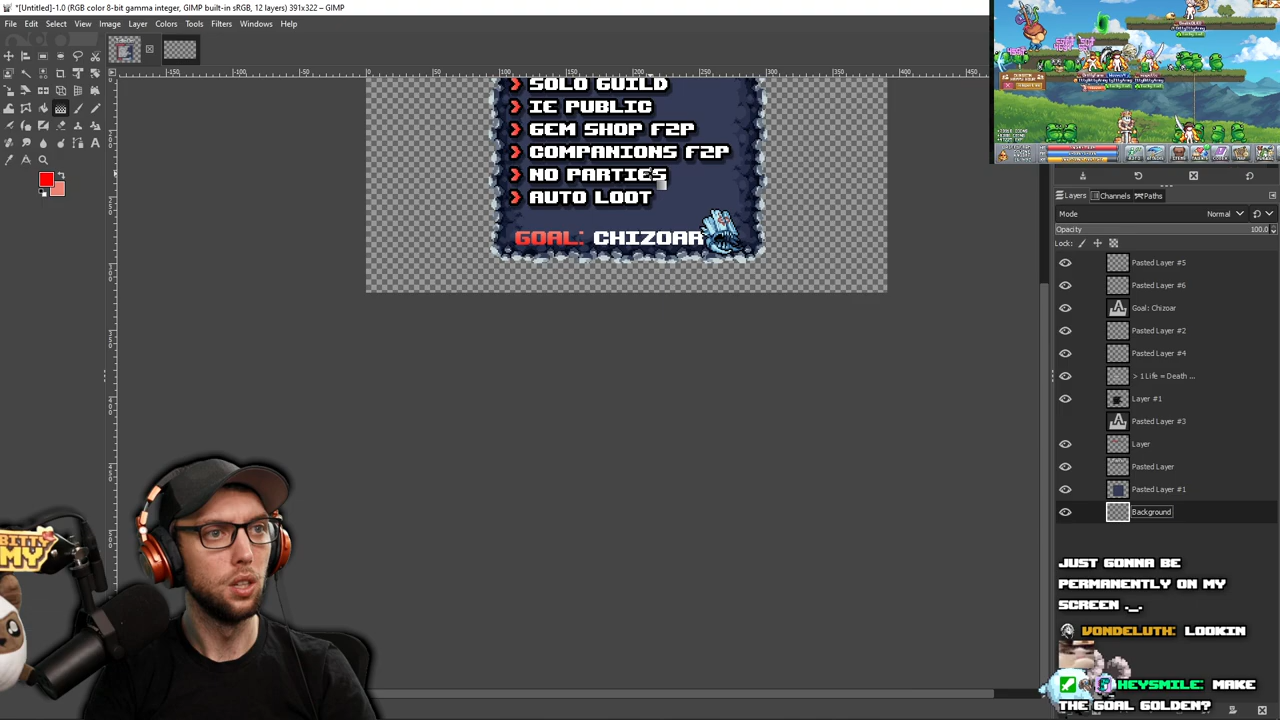 *[Untitled]-1.0 (RGB color 8-bit gamma integer, GIMP built-in sRGB, 12 layers) 391x322 – GIMP
File Edit Select View Image Layer Colors Tools Filters Windows Help
SOLO GUILD
IE PUBLIC
GEM SHOP F2P
COMPANIONS F2P
NO PARTIES
AUTO LOOT
GOAL: CHIZOAR
Layers Channels Paths
Mode Normal
Opacity 100.0
Lock:
Pasted Layer #5
Pasted Layer #6
Goal: Chizoar
Pasted Layer #2
Pasted Layer #4
> 1 Life = Death ...
Layer #1
Pasted Layer #3
Layer
Pasted Layer
Pasted Layer #1
Background
JUST GONNA BE
PERMANENTLY ON MY
SCREEN ._.
VONDELUTH: LOOKIN
HEYSMILE: MAKE
THE GOAL GOLDEN?